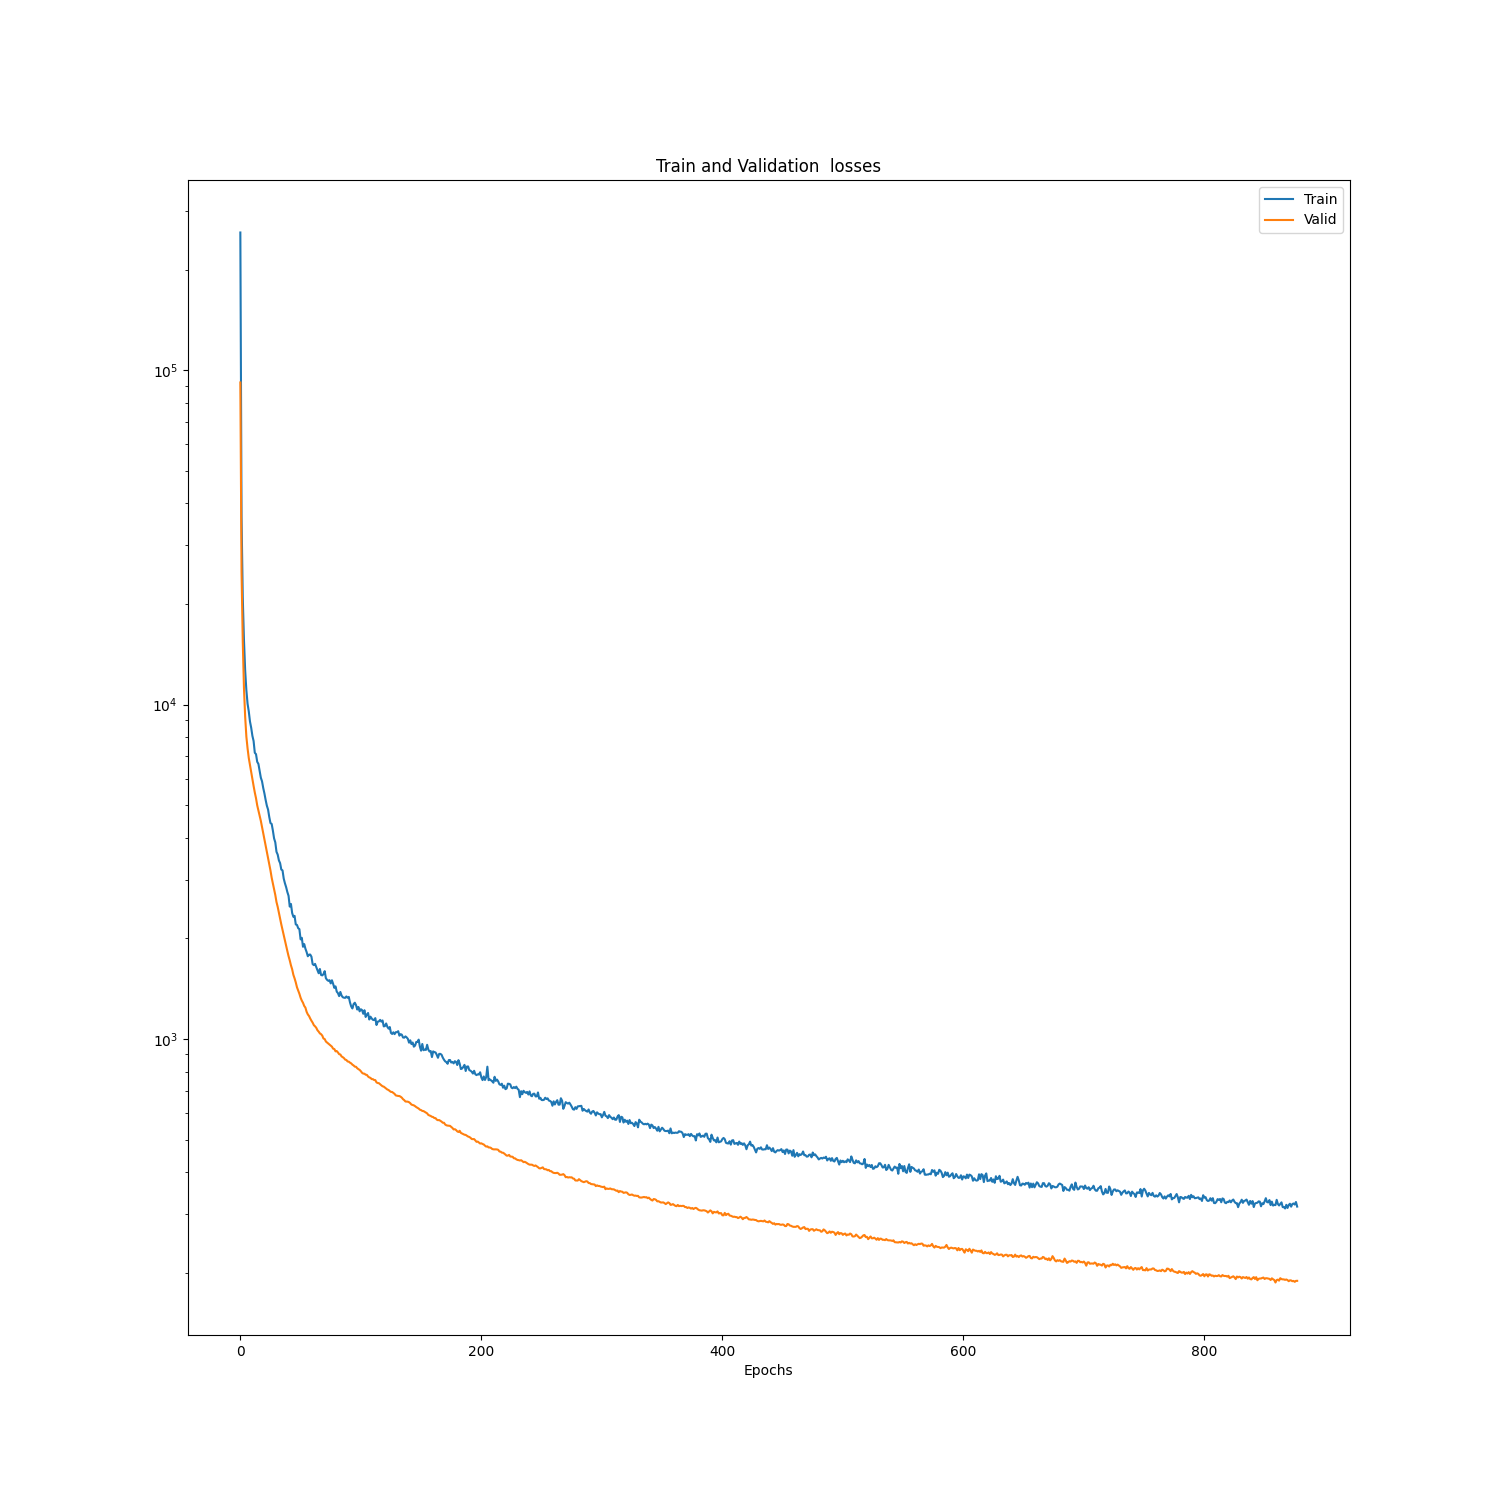 Train and Validation  losses
Train
Valid
10⁵
10⁴
10³
0 200 400 600 800
Epochs